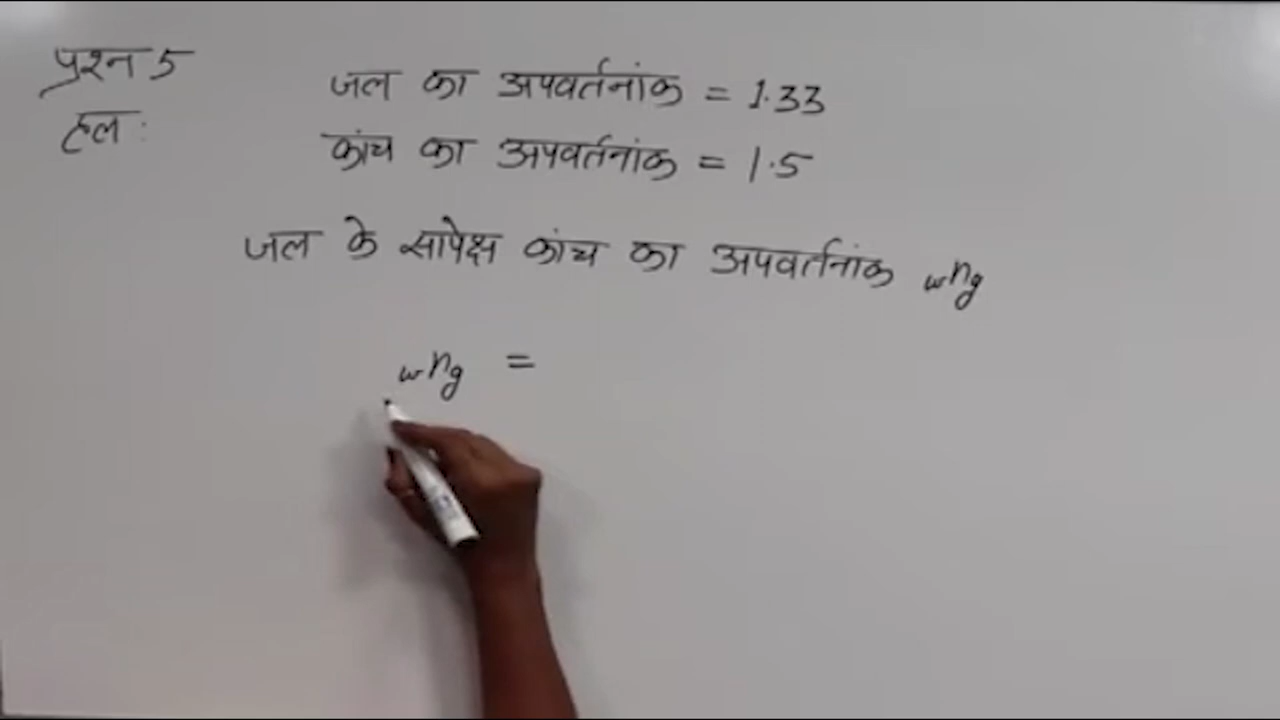 प्रश्न 5
हल :
जल का अपवर्तनांक = 1.33
कांच का अपवर्तनांक = 1.5
जल के सापेक्ष कांच का अपवर्तनांक wng
wng =